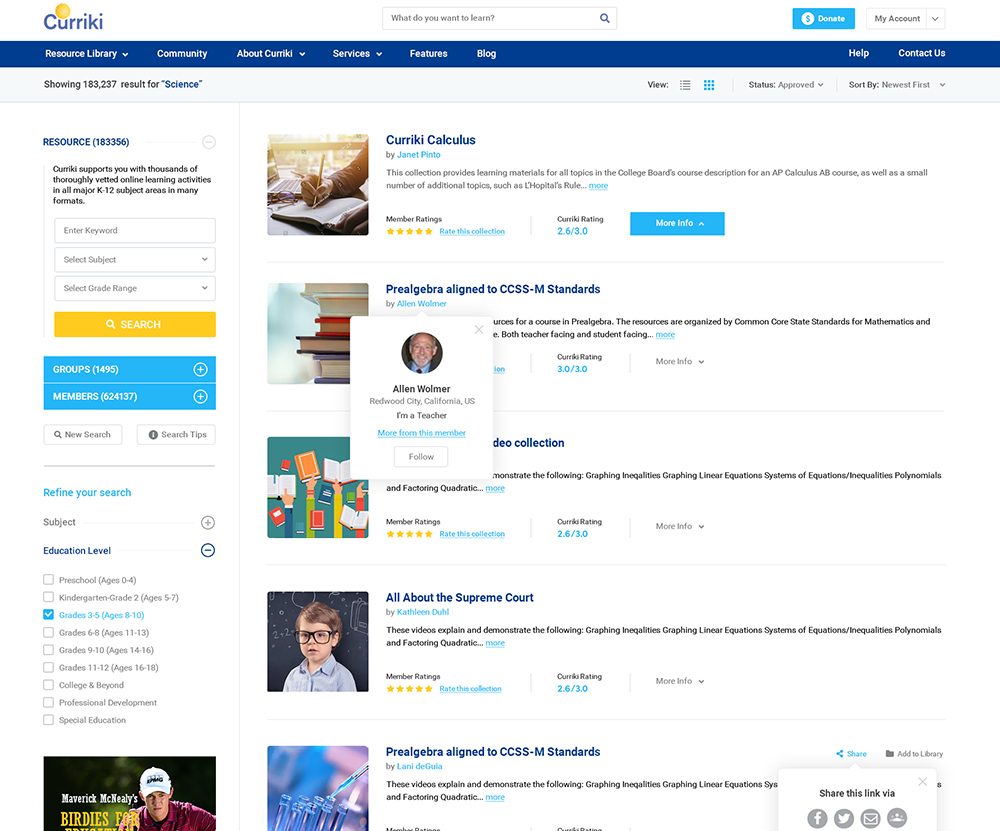 Curriki
What do you want to learn?
$ Donate
My Account
Resource Library
Community
About Curriki
Services
Features
Blog
Help
Contact Us
Showing 183,237 result for “Science”
View:
Status: Approved
Sort By: Newest First
RESOURCE (183356)
Curriki supports you with thousands of
thoroughly vetted online learning activities
in all major K-12 subject areas in many
formats.
Enter Keyword
Select Subject
Select Grade Range
SEARCH
GROUPS (1495)
MEMBERS (624137)
New Search
Search Tips
Refine your search
Subject
Education Level
Preschool (Ages 0-4)
Kindergarten-Grade 2 (Ages 5-7)
Grades 3-5 (Ages 8-10)
Grades 6-8 (Ages 11-13)
Grades 9-10 (Ages 14-16)
Grades 11-12 (Ages 16-18)
College & Beyond
Professional Development
Special Education
KPMG
Maverick McNealy's
BIRDIES FOR
Curriki Calculus
by Janet Pinto
This collection provides learning materials for all topics in the College Board's course description for an AP Calculus AB course, as well as a small
number of additional topics, such as L'Hopital's Rule... more
Member Ratings
Rate this collection
Curriki Rating
2.6/3.0
More Info
Prealgebra aligned to CCSS-M Standards
by Allen Wolmer
urces for a course in Prealgebra. The resources are organized by Common Core State Standards for Mathematics and
e. Both teacher facing and student facing... more
ion
Curriki Rating
3.0/3.0
More Info
Allen Wolmer
Redwood City, California, US
I'm a Teacher
More from this member
Follow
deo collection
monstrate the following: Graphing Ineqalities Graphing Linear Equations Systems of Equations/Inequalities Polynomials
and Factoring Quadratic... more
Member Ratings
Rate this collection
Curriki Rating
2.6/3.0
More Info
All About the Supreme Court
by Kathleen Duhl
These videos explain and demonstrate the following: Graphing Ineqalities Graphing Linear Equations Systems of Equations/Inequalities Polynomials
and Factoring Quadratic... more
Member Ratings
Rate this collection
Curriki Rating
2.6/3.0
More Info
Prealgebra aligned to CCSS-M Standards
by Lani deGuia
Share
Add to Library
These videos explain and demonstrate the following: Graphing Ineqalities Graphing Linear Equations Sys
and Factoring Quadratic... more
Share this link via